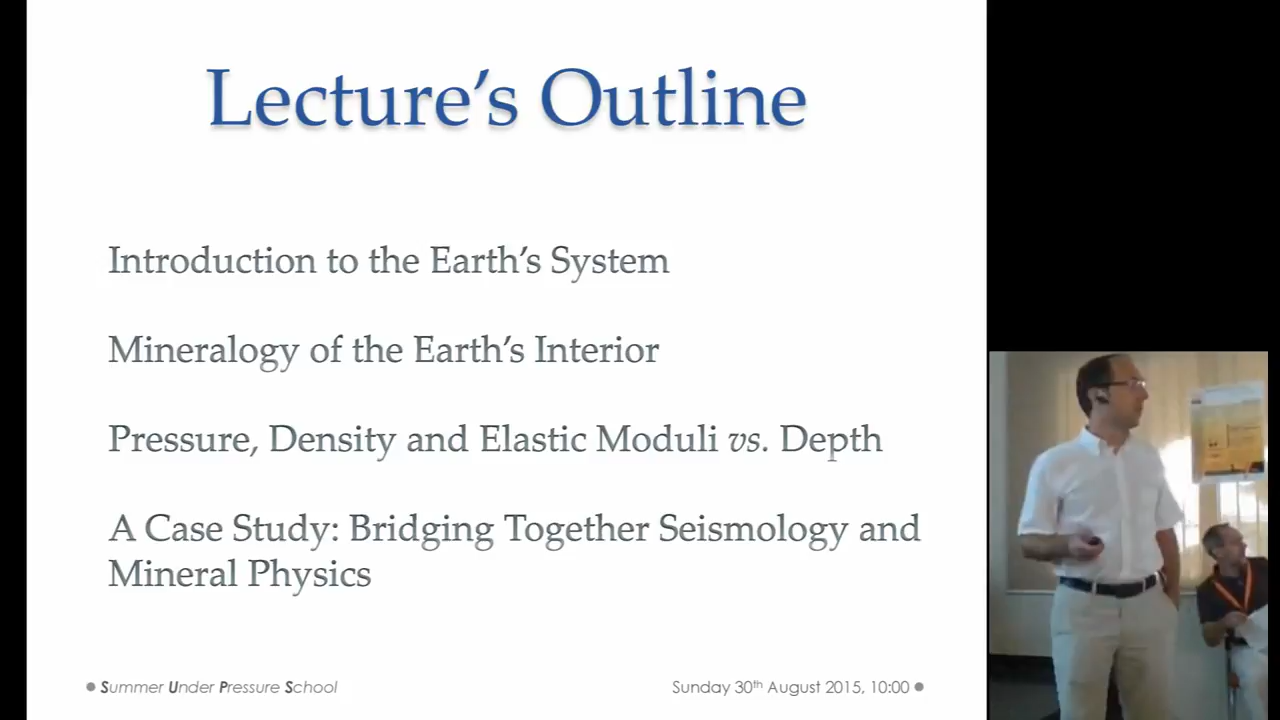 Lecture's Outline
Introduction to the Earth's System
Mineralogy of the Earth's Interior
Pressure, Density and Elastic Moduli vs. Depth
A Case Study: Bridging Together Seismology and
Mineral Physics
Summer Under Pressure School
Sunday 30th August 2015, 10:00